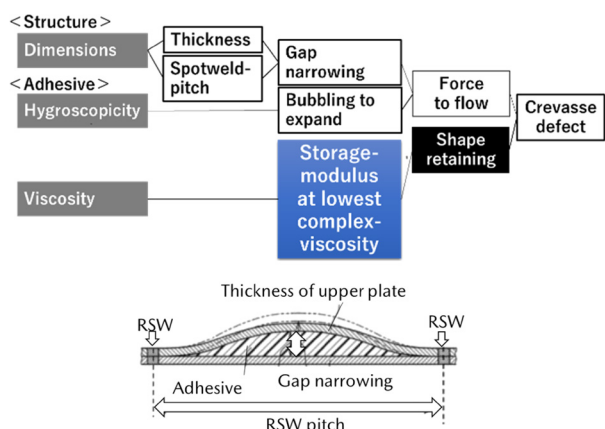 <Structure>
Dimensions
Thickness
Spotweld-
pitch
Gap
narrowing
<Adhesive>
Hygroscopicity
Bubbling to
expand
Force
to flow
Crevasse
defect
Shape
retaining
Viscosity
Storage-
modulus
at lowest
complex-
viscosity
Thickness of upper plate
RSW
RSW
Adhesive
Gap narrowing
RSW pitch